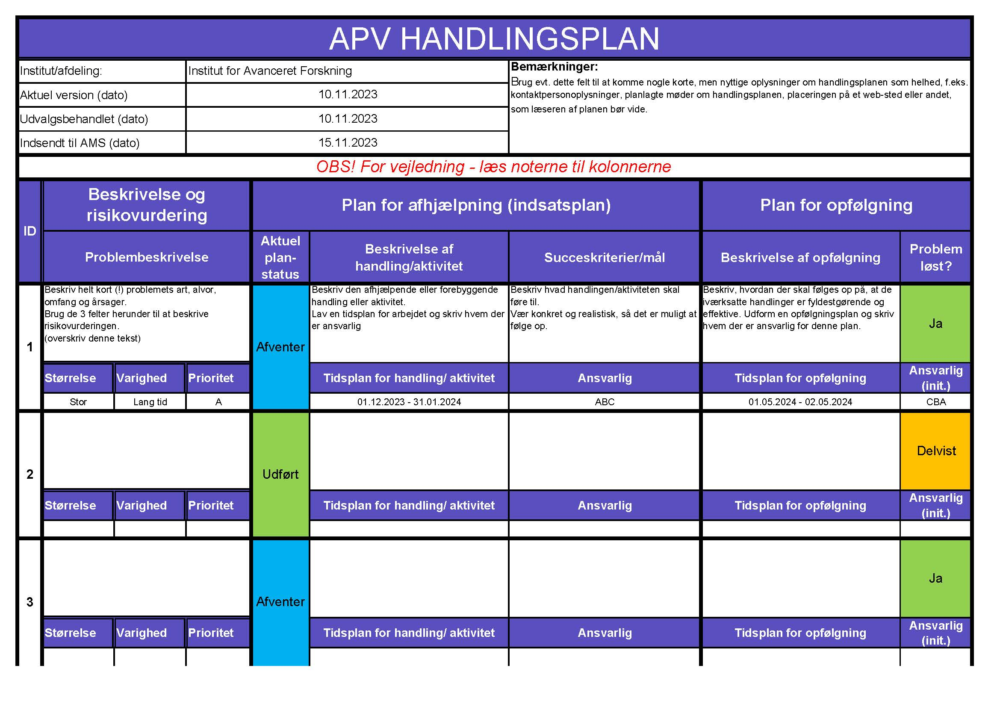 APV HANDLINGSPLAN
Institut/afdeling:
Institut for Avanceret Forskning
Aktuel version (dato)
10.11.2023
Udvalgsbehandlet (dato)
10.11.2023
Indsendt til AMS (dato)
15.11.2023
Bemærkninger:
Brug evt. dette felt til at komme nogle korte, men nyttige oplysninger om handlingsplanen som helhed, f.eks.
kontaktpersonoplysninger, planlagte møder om handlingsplanen, placeringen på et web-sted eller andet,
som læseren af planen bør vide.
OBS! For vejledning - læs noterne til kolonnerne
ID
Beskrivelse og
risikovurdering
Plan for afhjælpning (indsatsplan)
Plan for opfølgning
Problembeskrivelse
Aktuel
plan-
status
Beskrivelse af
handling/aktivitet
Succeskriterier/mål
Beskrivelse af opfølgning
Problem
løst?
1
Beskriv helt kort (!) problemets art, alvor,
omfang og årsager.
Brug de 3 felter herunder til at beskrive
risikovurderingen.
(overskriv denne tekst)
Afventer
Beskriv den afhjælpende eller forebyggende
handling eller aktivitet.
Lav en tidsplan for arbejdet og skriv hvem der
er ansvarlig
Beskriv hvad handlingen/aktiviteten skal
føre til.
Vær konkret og realistisk, så det er muligt at
følge op.
Beskriv, hvordan der skal følges op på, at de
iværksatte handlinger er fyldestgørende og
effektive. Udform en opfølgningsplan og skriv
hvem der er ansvarlig for denne plan.
Ja
Størrelse
Varighed
Prioritet
Tidsplan for handling/ aktivitet
Ansvarlig
Tidsplan for opfølgning
Ansvarlig
(init.)
Stor
Lang tid
A
01.12.2023 - 31.01.2024
ABC
01.05.2024 - 02.05.2024
CBA
2
Udført
Delvist
Størrelse
Varighed
Prioritet
Tidsplan for handling/ aktivitet
Ansvarlig
Tidsplan for opfølgning
Ansvarlig
(init.)
3
Afventer
Ja
Størrelse
Varighed
Prioritet
Tidsplan for handling/ aktivitet
Ansvarlig
Tidsplan for opfølgning
Ansvarlig
(init.)